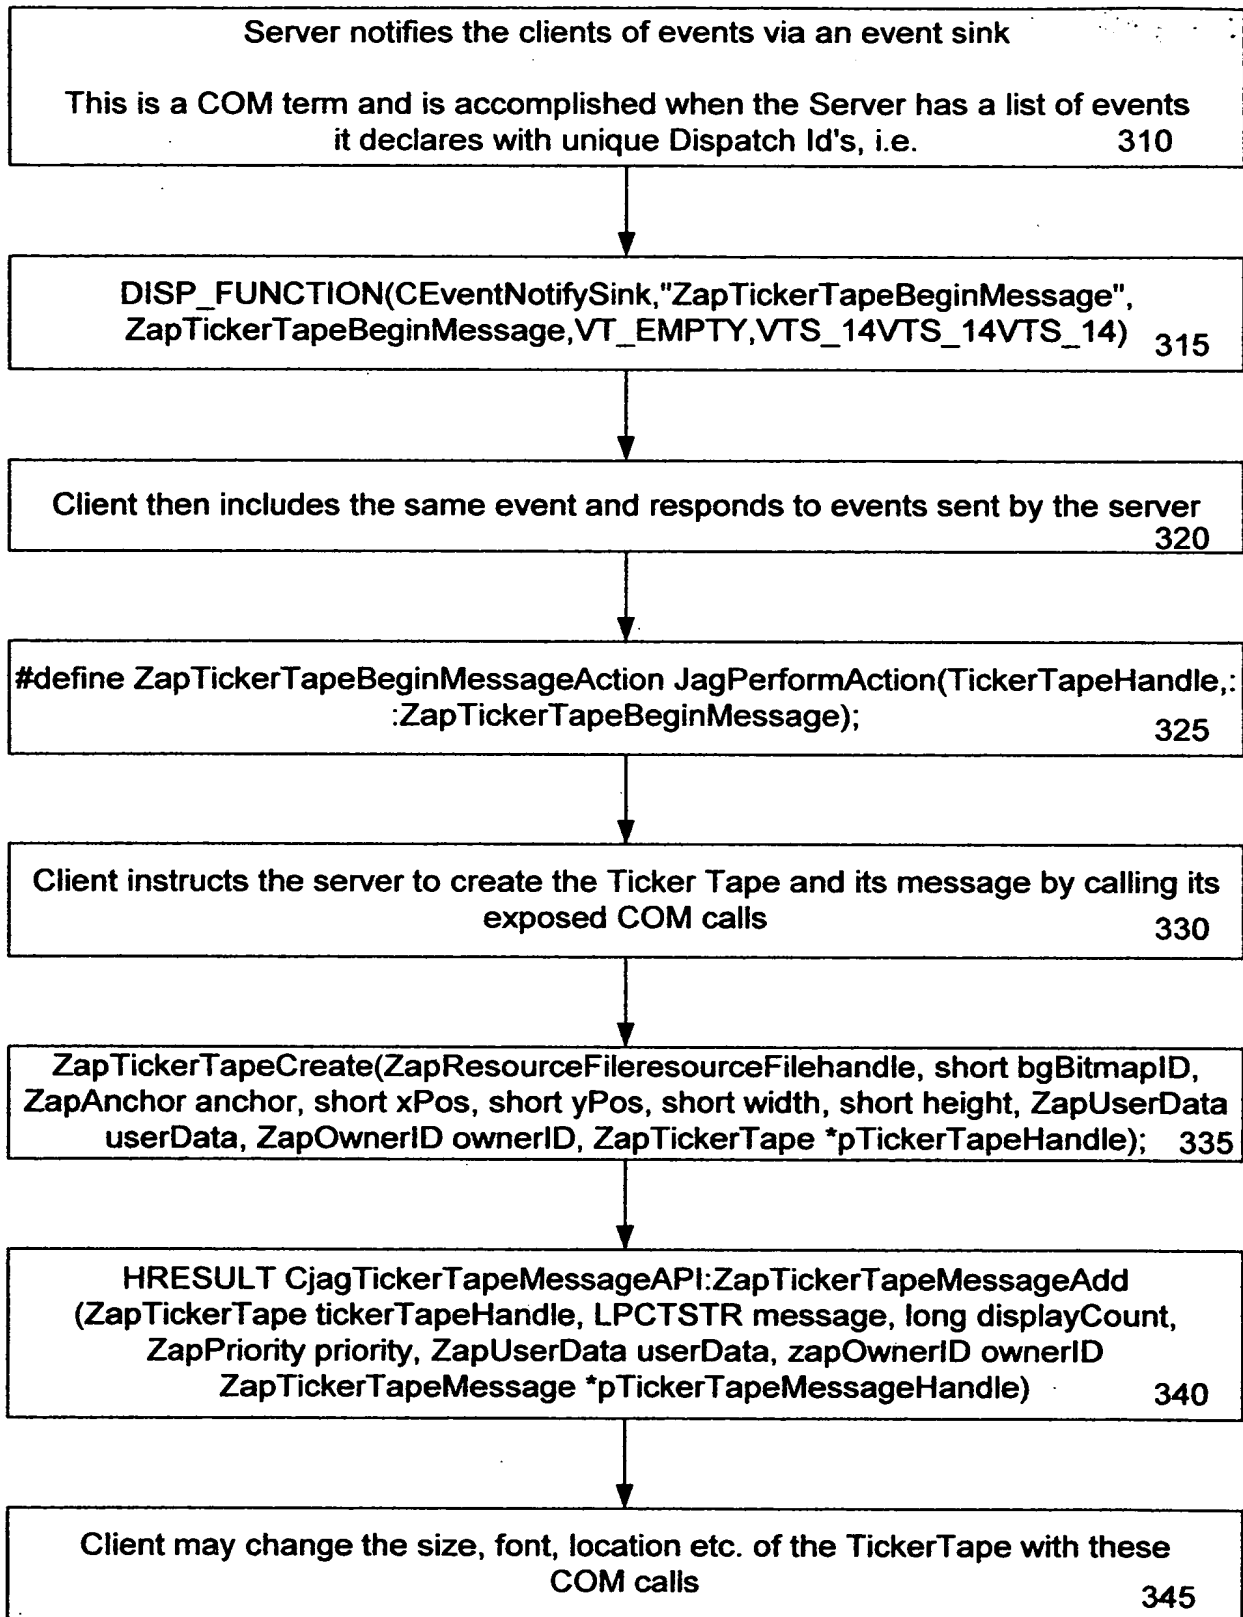 Server notifies the clients of events via an event sink
This is a COM term and is accomplished when the Server has a list of events
it declares with unique Dispatch Id's, i.e.
310
DISP_FUNCTION(CEventNotifySink,"ZapTickerTapeBeginMessage",
ZapTickerTapeBeginMessage,VT_EMPTY,VTS_14VTS_14VTS_14)
315
Client then includes the same event and responds to events sent by the server
320
#define ZapTickerTapeBeginMessageAction JagPerformAction(TickerTapeHandle,:
:ZapTickerTapeBeginMessage);
325
Client instructs the server to create the Ticker Tape and its message by calling its
exposed COM calls
330
ZapTickerTapeCreate(ZapResourceFileresourceFilehandle, short bgBitmapID,
ZapAnchor anchor, short xPos, short yPos, short width, short height, ZapUserData
userData, ZapOwnerID ownerID, ZapTickerTape *pTickerTapeHandle);
335
HRESULT CjagTickerTapeMessageAPI:ZapTickerTapeMessageAdd
(ZapTickerTape tickerTapeHandle, LPCTSTR message, long displayCount,
ZapPriority priority, ZapUserData userData, zapOwnerID ownerID
ZapTickerTapeMessage *pTickerTapeMessageHandle)
340
Client may change the size, font, location etc. of the TickerTape with these
COM calls
345